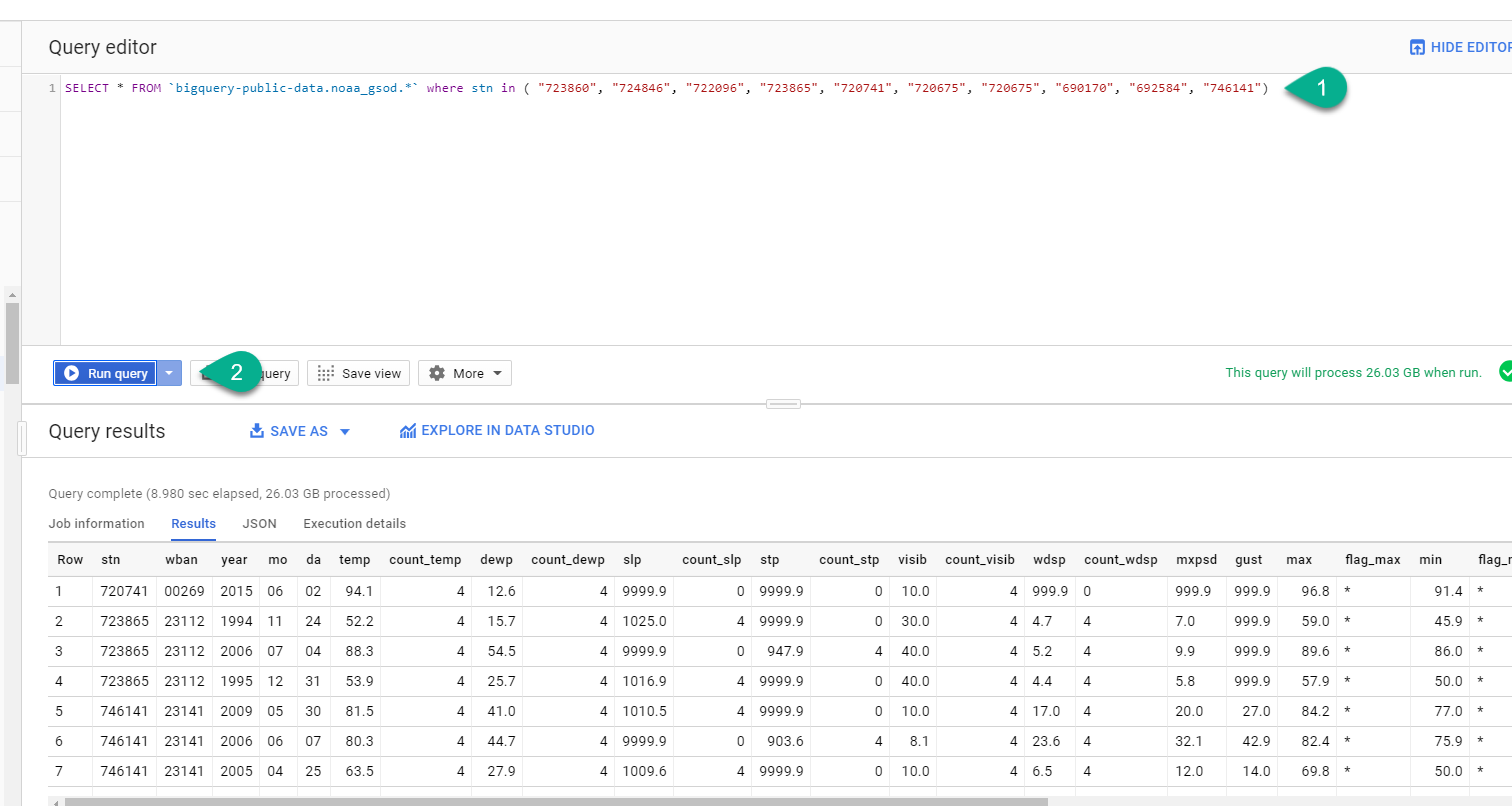 Query editor
HIDE EDITOR
1 SELECT * FROM `bigquery-public-data.noaa_gsod.*` where stn in ( "723860", "724846", "722096", "723865", "720741", "720675", "720675", "690170", "692584", "746141") 1
Run query 2 query Save view More This query will process 26.03 GB when run.
Query results SAVE AS EXPLORE IN DATA STUDIO
Query complete (8.980 sec elapsed, 26.03 GB processed)
Job information Results JSON Execution details
Row stn wban year mo da temp count_temp dewp count_dewp slp count_slp stp count_stp visib count_visib wdsp count_wdsp mxpsd gust max flag_max min
1 720741 00269 2015 06 02 94.1 4 12.6 4 9999.9 0 9999.9 0 10.0 4 999.9 0 999.9 999.9 96.8 * 91.4 *
2 723865 23112 1994 11 24 52.2 4 15.7 4 1025.0 4 9999.9 0 30.0 4 4.7 4 7.0 999.9 59.0 * 45.9 *
3 723865 23112 2006 07 04 88.3 4 54.5 4 9999.9 0 947.9 4 40.0 4 5.2 4 9.9 999.9 89.6 * 86.0 *
4 723865 23112 1995 12 31 53.9 4 25.7 4 1016.9 4 9999.9 0 40.0 4 4.4 4 5.8 999.9 57.9 * 50.0 *
5 746141 23141 2009 05 30 81.5 4 41.0 4 1010.5 4 9999.9 0 10.0 4 17.0 4 20.0 27.0 84.2 * 77.0 *
6 746141 23141 2006 06 07 80.3 4 44.7 4 9999.9 0 903.6 4 8.1 4 23.6 4 32.1 42.9 82.4 * 75.9 *
7 746141 23141 2005 04 25 63.5 4 27.9 4 1009.6 4 9999.9 0 10.0 4 6.5 4 12.0 14.0 69.8 * 50.0 *